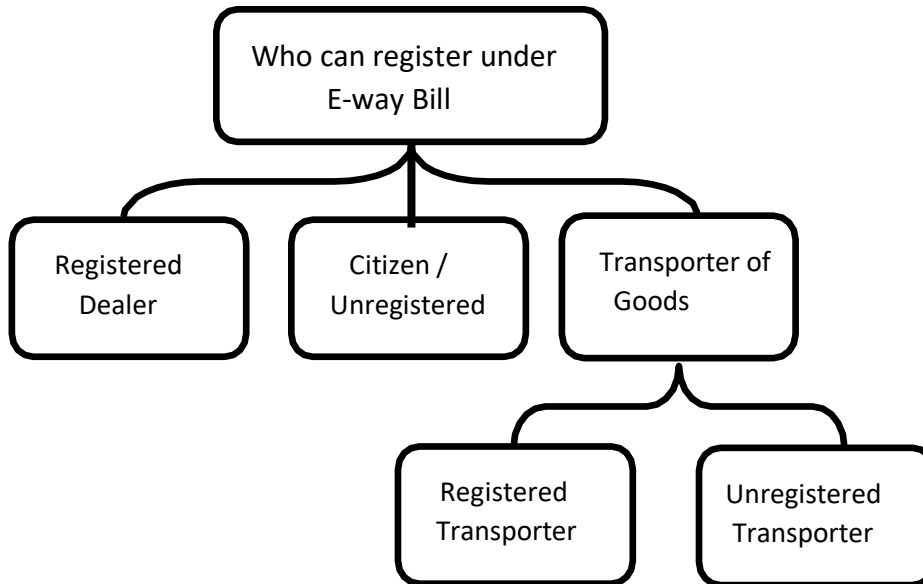 Who can register under
E-way Bill
Registered
Dealer
Citizen /
Unregistered
Transporter of
Goods
Registered
Transporter
Unregistered
Transporter